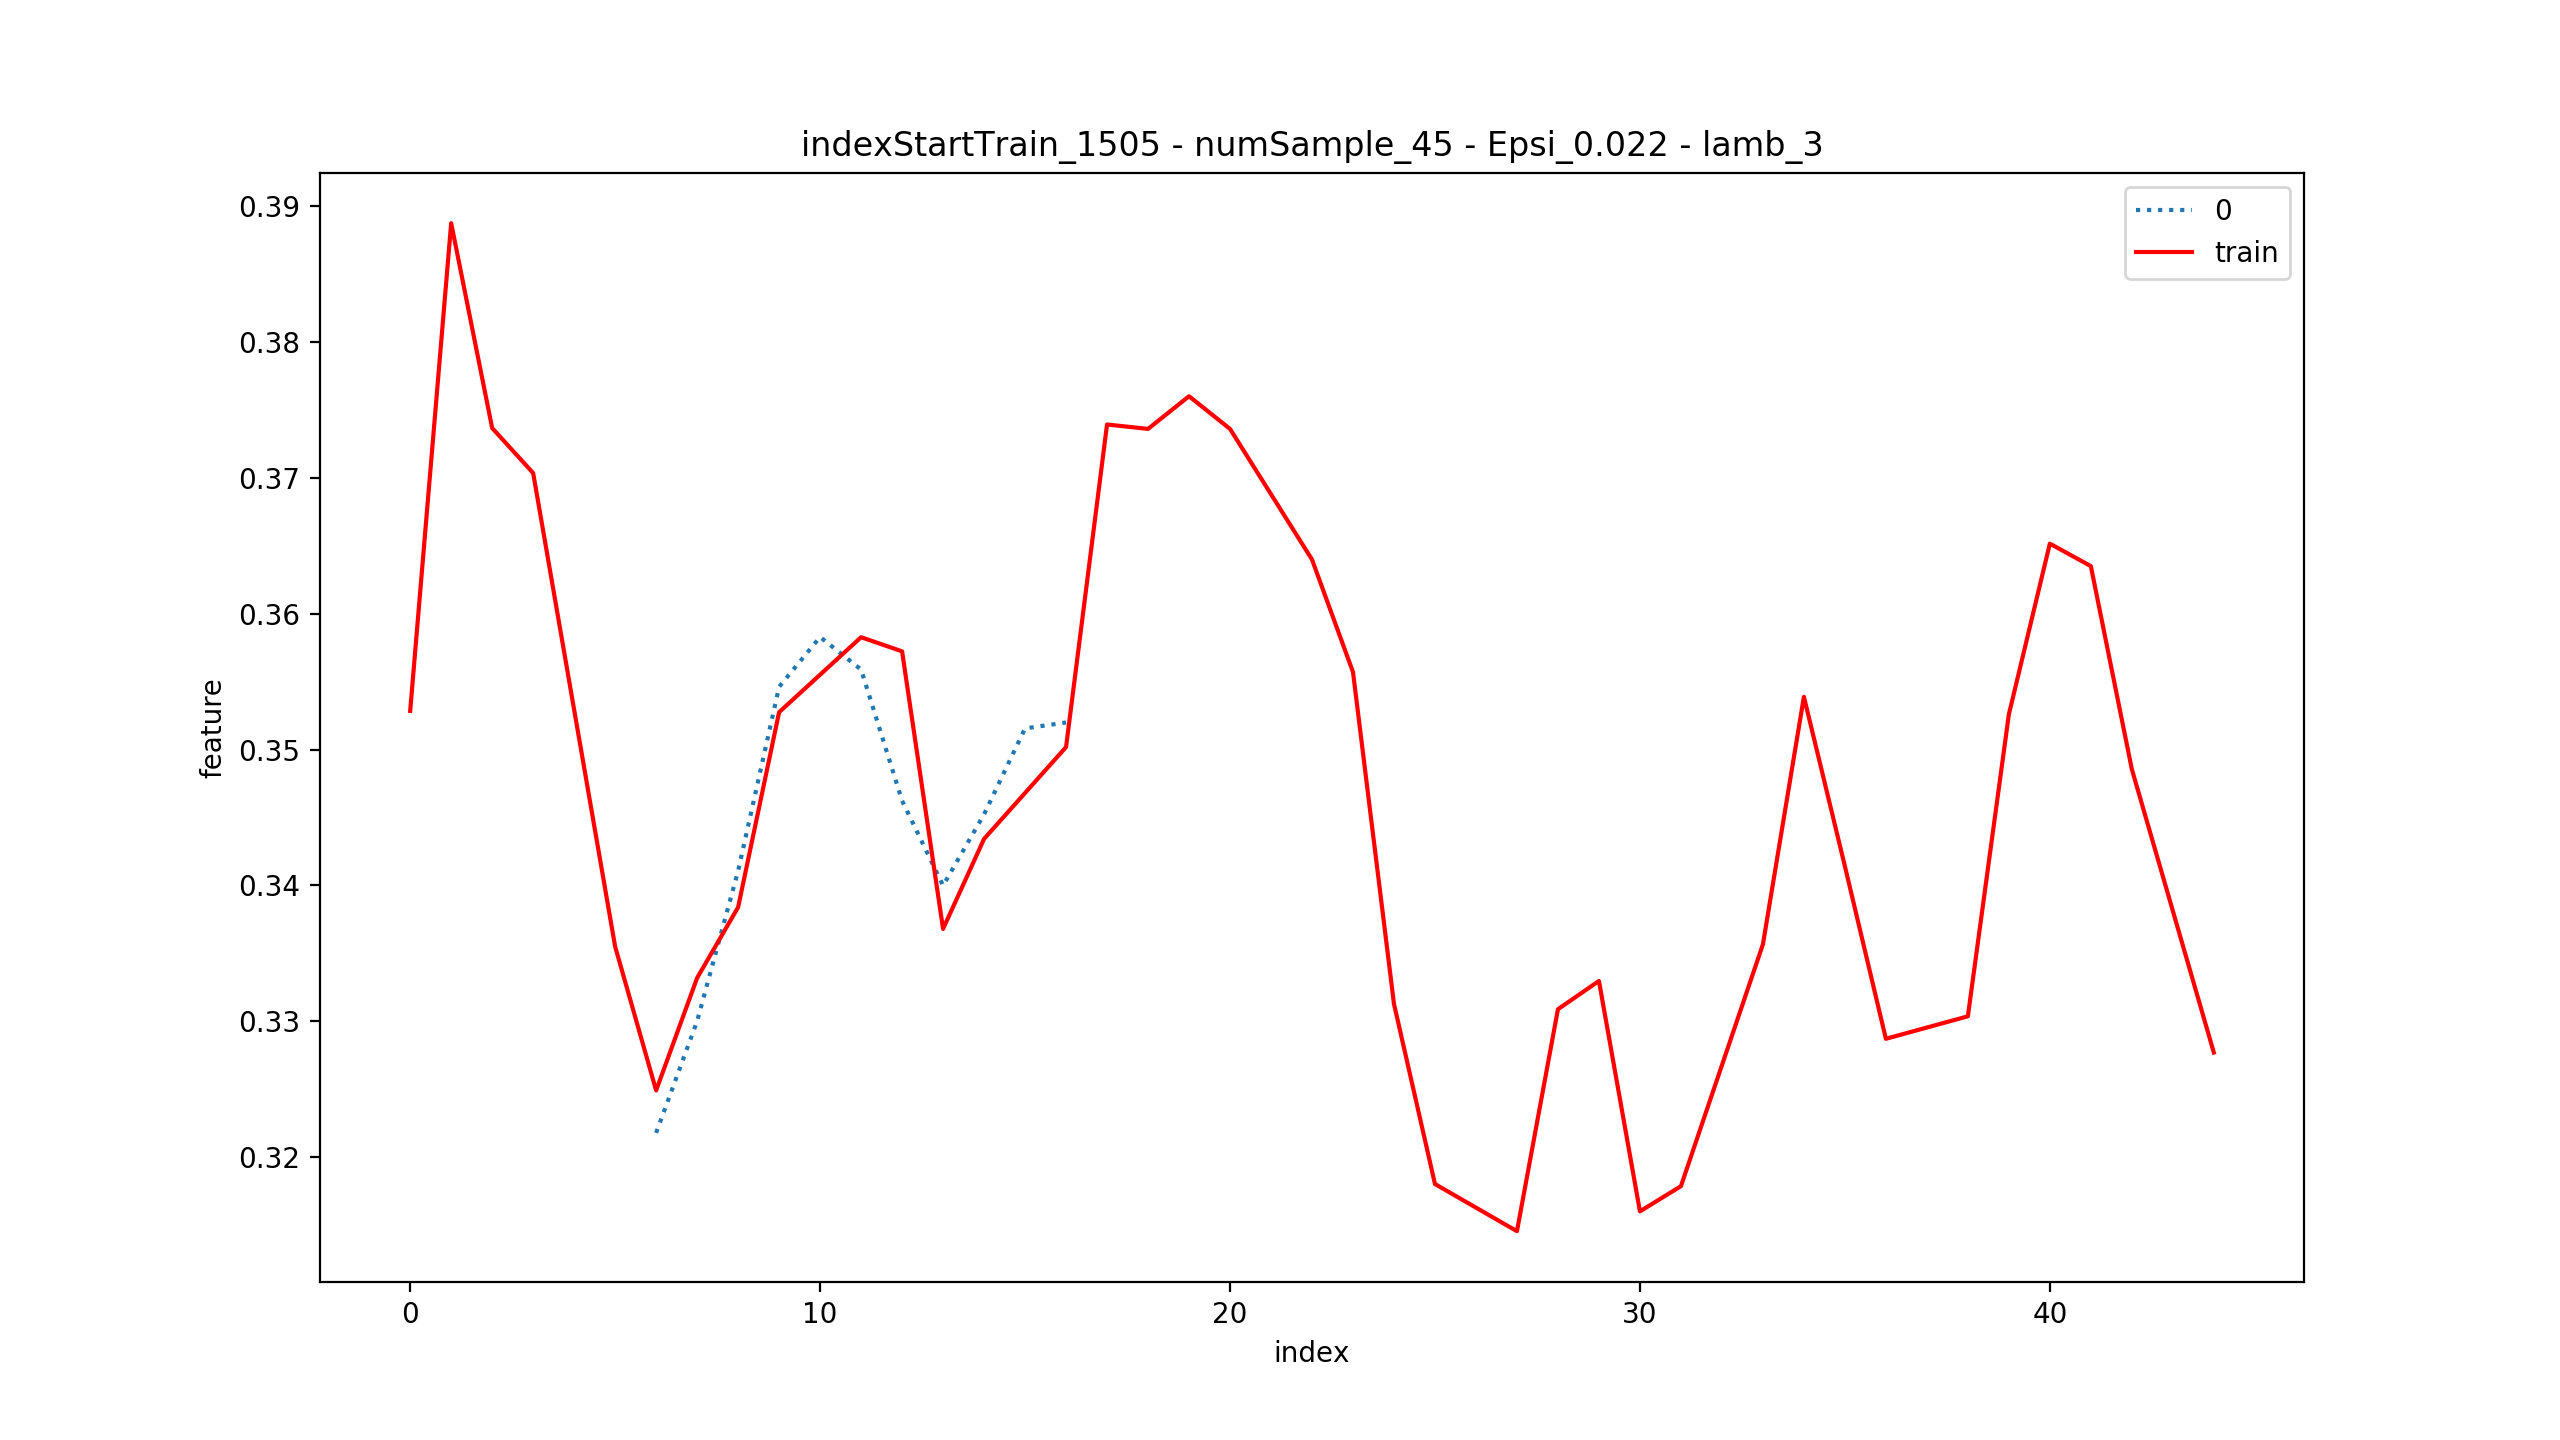 indexStartTrain_1505 - numSample_45 - Epsi_0.022 - lamb_3
0
train
0.39
0.38
0.37
0.36
0.35
0.34
0.33
0.32
feature
0 10 20 30 40
index